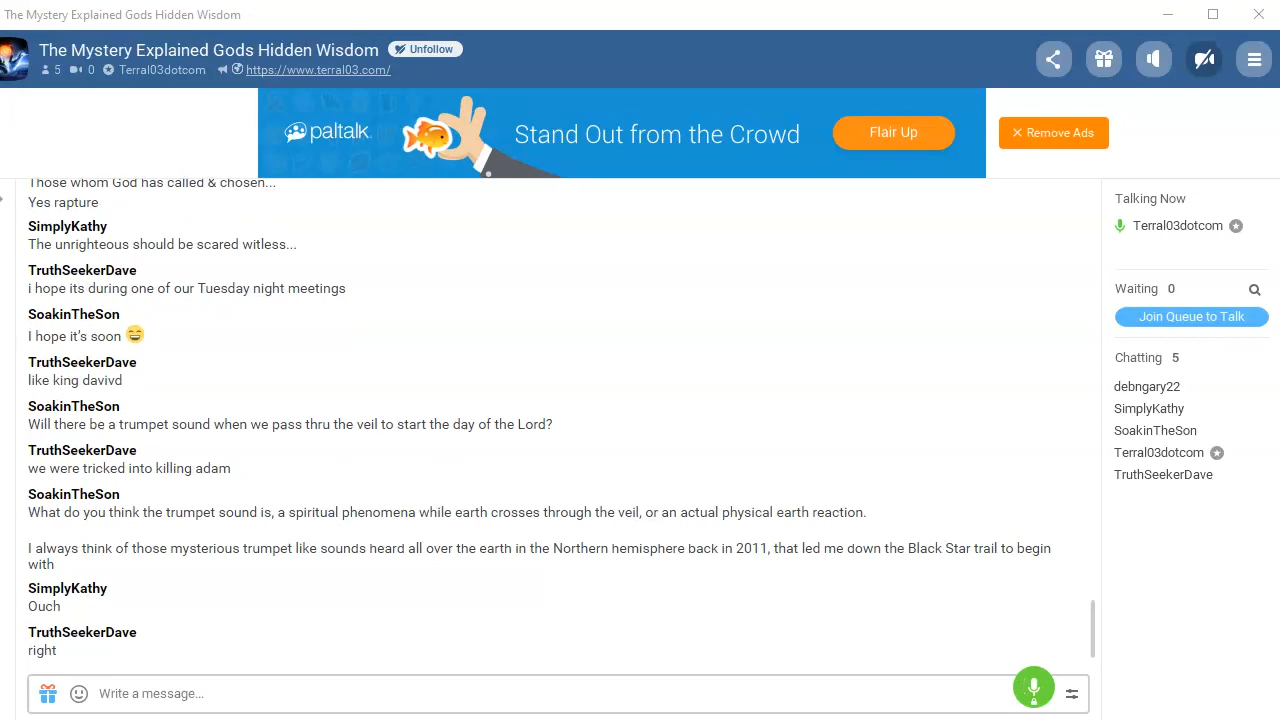 The Mystery Explained Gods Hidden Wisdom
The Mystery Explained Gods Hidden Wisdom Unfollow
5 0 Terral03dotcom https://www.terral03.com/
paltalk. Stand Out from the Crowd Flair Up
Remove Ads
Those whom God has called & chosen...
Yes rapture
SimplyKathy
The unrighteous should be scared witless...
TruthSeekerDave
i hope its during one of our Tuesday night meetings
SoakinTheSon
I hope it’s soon 😄
TruthSeekerDave
like king davivd
SoakinTheSon
Will there be a trumpet sound when we pass thru the veil to start the day of the Lord?
TruthSeekerDave
we were tricked into killing adam
SoakinTheSon
What do you think the trumpet sound is, a spiritual phenomena while earth crosses through the veil, or an actual physical earth reaction.
I always think of those mysterious trumpet like sounds heard all over the earth in the Northern hemisphere back in 2011, that led me down the Black Star trail to begin
with
SimplyKathy
Ouch
TruthSeekerDave
right
Write a message...
Talking Now
Terral03dotcom
Waiting 0
Join Queue to Talk
Chatting 5
debngary22
SimplyKathy
SoakinTheSon
Terral03dotcom
TruthSeekerDave